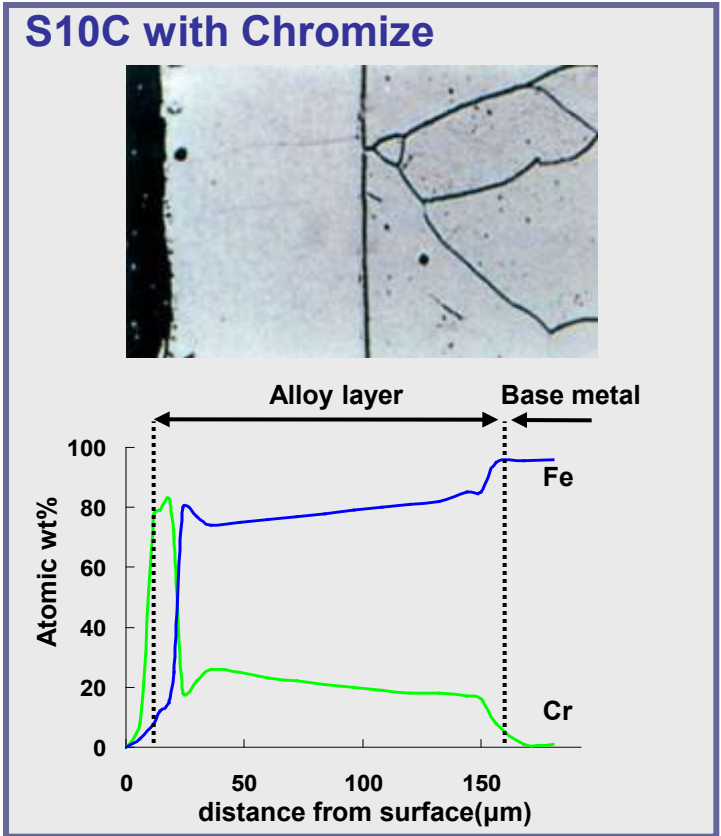 S10C with Chromize
Alloy layer
Base metal
100
80
60
40
20
0
Atomic wt%
Fe
Cr
0 50 100 150
distance from surface(μm)